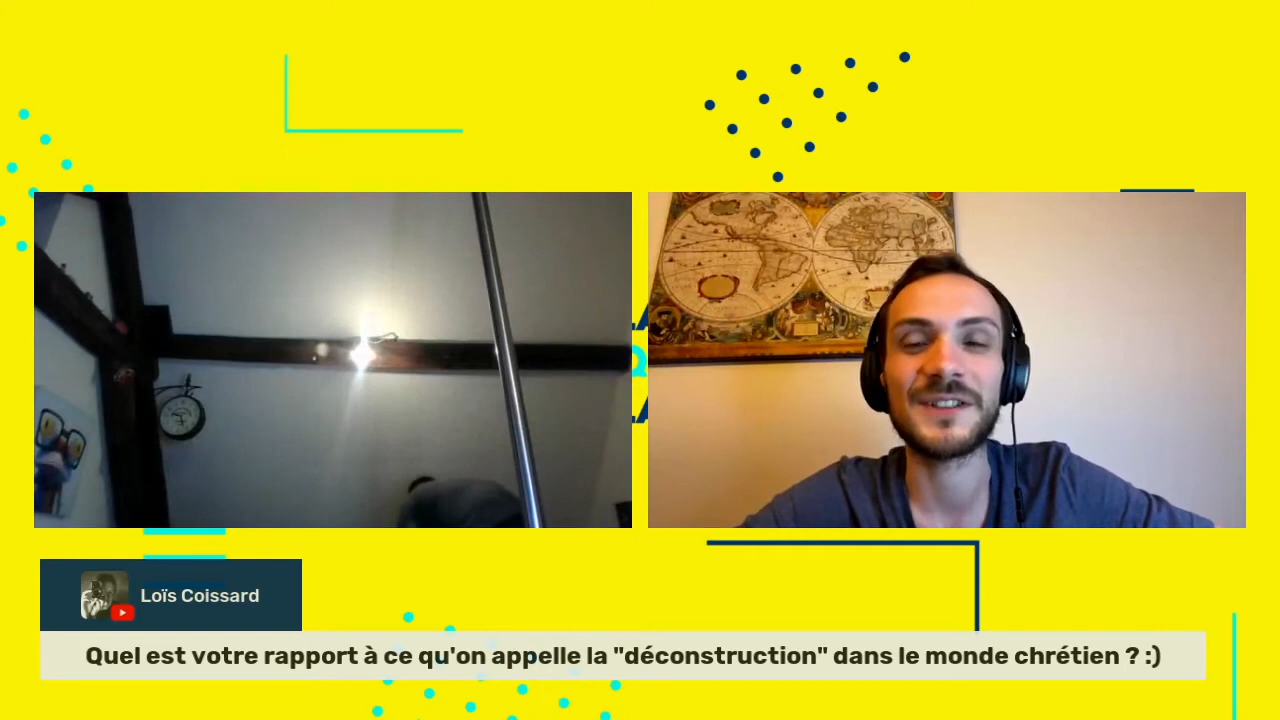 Loïs Coissard
Quel est votre rapport à ce qu'on appelle la "déconstruction" dans le monde chrétien ? :)